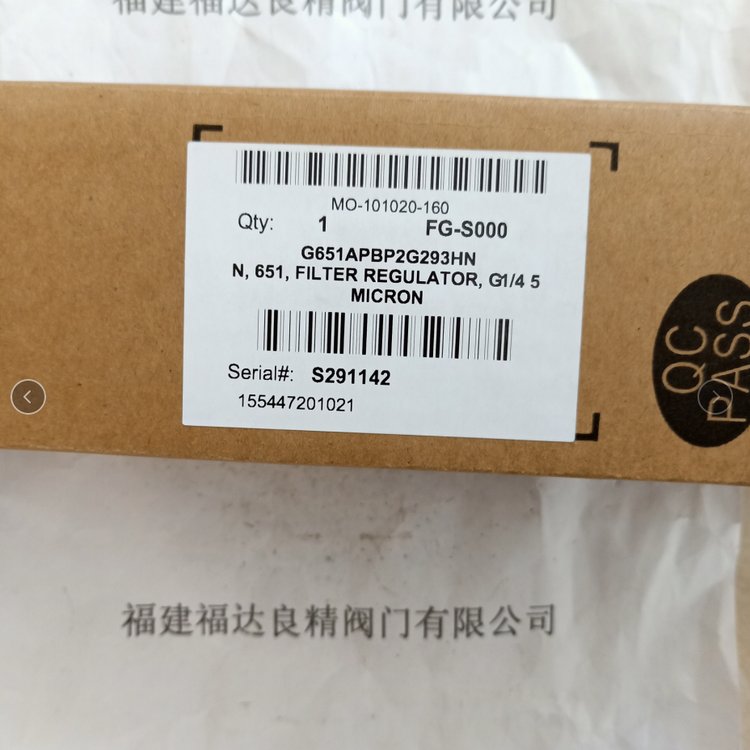 福建福达良精阀门有限公司
MO-101020-160
Qty: 1 FG-S000
G651APBP2G293HN
N, 651, FILTER REGULATOR, G1/4 5
MICRON
Serial#: S291142
155447201021
QC
PASS
福建福达良精阀门有限公司